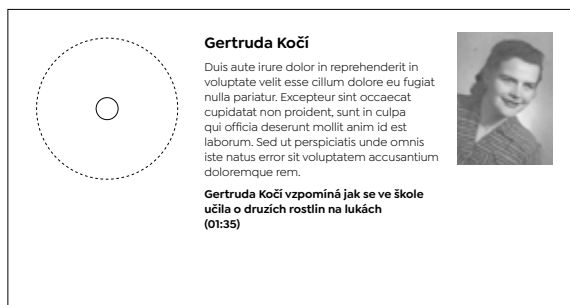 Gertruda Kočí
Duis aute irure dolor in reprehenderit in
voluptate velit esse cillum dolore eu fugiat
nulla pariatur. Excepteur sint occaecat
cupidatat non proident, sunt in culpa
qui officia deserunt mollit anim id est
laborum. Sed ut perspiciatis unde omnis
iste natus error sit voluptatem accusantium
doloremque rem.
Gertruda Kočí vzpomíná jak se ve škole
učila o druzích rostlin na lukách
(01:35)